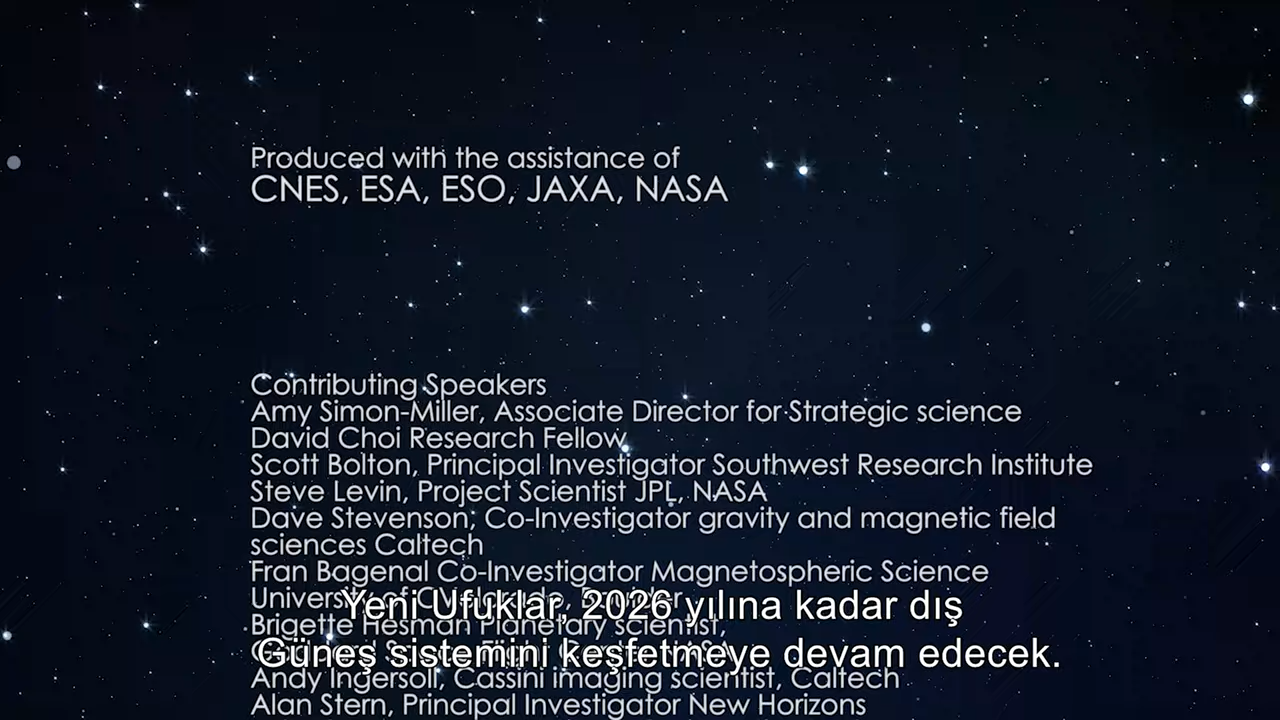 Produced with the assistance of
CNES, ESA, ESO, JAXA, NASA
Contributing Speakers
Amy Simon-Miller, Associate Director for Strategic science
David Choi Research Fellow
Scott Bolton, Principal Investigator Southwest Research Institute
Steve Levin, Project Scientist JPL, NASA
Dave Stevenson, Co-Investigator gravity and magnetic field
sciences Caltech
Fran Bagenal Co-Investigator Magnetospheric Science
University of Colorado,
Yeni Ufuklar, 2026 yılına kadar dış
Brigette Hesman Planetary scientist,
Güneş sistemini keşfetmeye devam edecek.
Andy Ingersoll, Cassini imaging scientist, Caltech
Alan Stern, Principal Investigator New Horizons